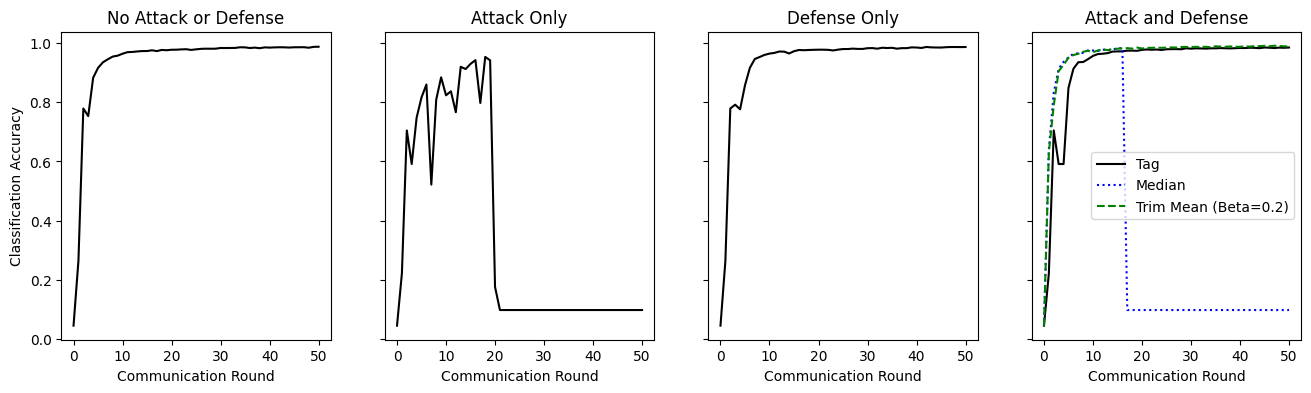 No Attack or Defense
Attack Only
Defense Only
Attack and Defense
Classification Accuracy
1.0
0.8
0.6
0.4
0.2
0.0
0 10 20 30 40 50
0 10 20 30 40 50
0 10 20 30 40 50
0 10 20 30 40 50
Communication Round
Communication Round
Communication Round
Communication Round
Tag
Median
Trim Mean (Beta=0.2)